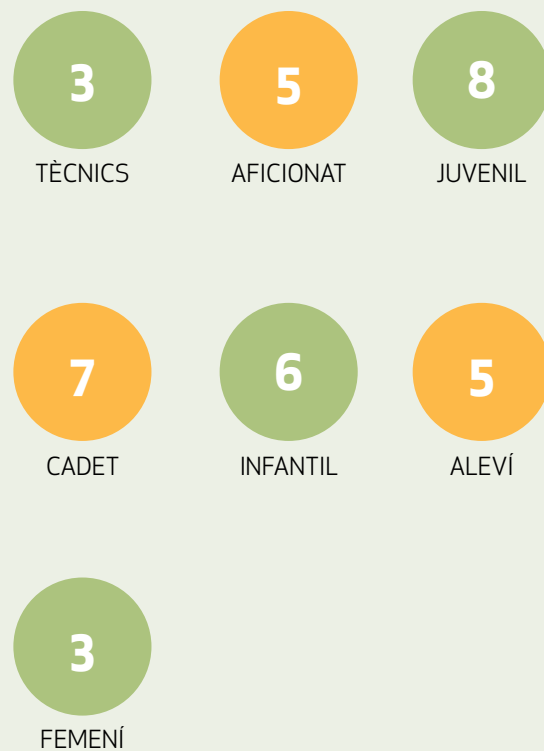 3
TÈCNICS
5
AFICIONAT
8
JUVENIL
7
CADET
6
INFANTIL
5
ALEVÍ
3
FEMENÍ